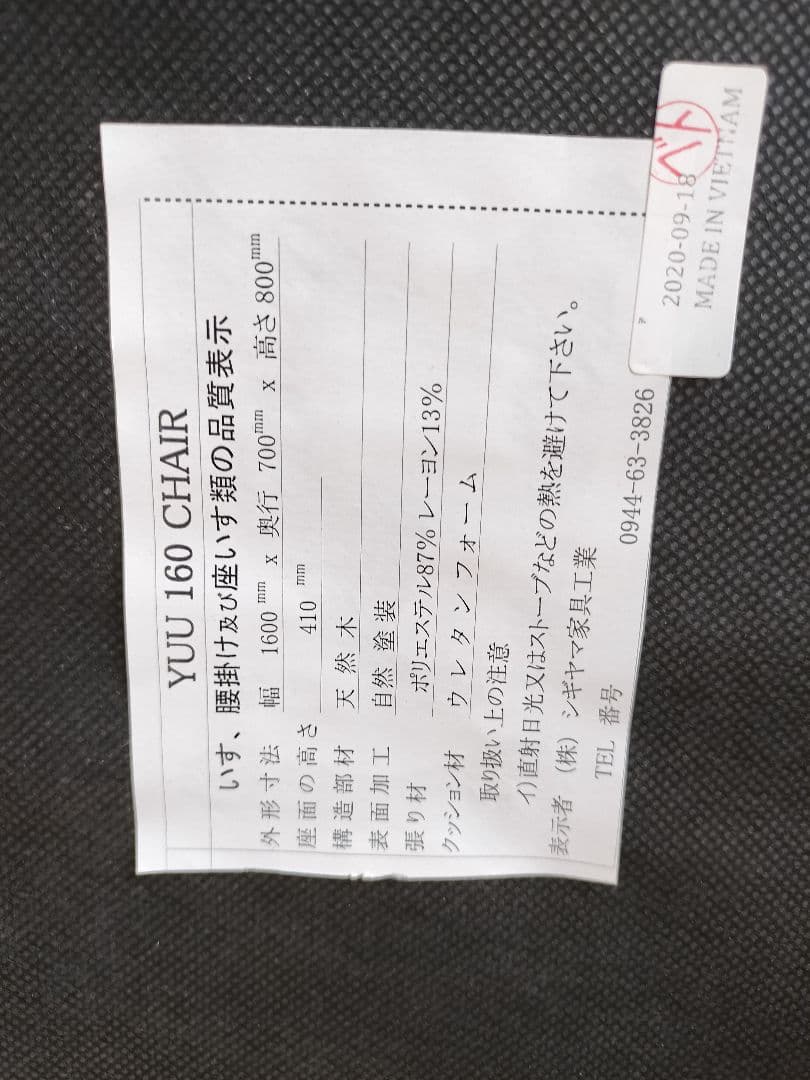 YUU 160 CHAIR
いす、腰掛け及び座いす類の品質表示
外形寸法 幅 1600mm x 奥行 700mm x 高さ 800mm
座面の高さ 410 mm
構造部材 天然木
表面加工 自然塗装
張り材 ポリエステル87% レーヨン13%
クッション材 ウレタンフォーム
取り扱い上の注意
イ)直射日光又はストーブなどの熱を避けて下さい。
表示者 (株) シギヤマ家具工業
TEL 番号 0944-63-3826
2020-09-18
MADE IN VIETNAM